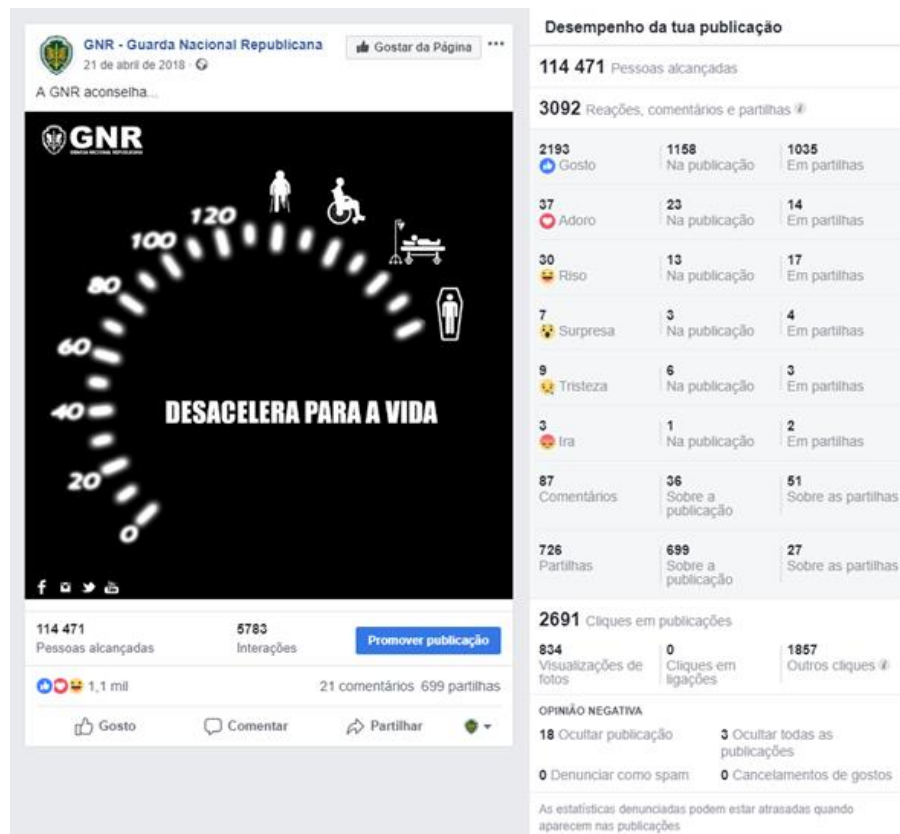 GNR - Guarda Nacional Republicana
Gostar da Página
21 de abril de 2018
A GNR aconselha...
GNR
GUARDA NACIONAL REPUBLICANA
120
100
80
60
40
20
0
DESACELERA PARA A VIDA
114 471
Pessoas alcançadas
5783
Interações
Promover publicação
1,1 mil
21 comentários 699 partilhas
Gosto
Comentar
Partilhar
Desempenho da tua publicação
114 471 Pessoas alcançadas
3092 Reações, comentários e partilhas
2193
Gosto
1158
Na publicação
1035
Em partilhas
37
Adoro
23
Na publicação
14
Em partilhas
30
Riso
13
Na publicação
17
Em partilhas
7
Surpresa
3
Na publicação
4
Em partilhas
9
Tristeza
6
Na publicação
3
Em partilhas
3
Ira
1
Na publicação
2
Em partilhas
87
Comentários
36
Sobre a
publicação
51
Sobre as partilhas
726
Partilhas
699
Sobre a
publicação
27
Sobre as partilhas
2691 Cliques em publicações
834
Visualizações de
fotos
0
Cliques em
ligações
1857
Outros cliques
OPINIÃO NEGATIVA
18 Ocultar publicação
3 Ocultar todas as
publicações
0 Denunciar como spam
0 Cancelamentos de gostos
As estatísticas denunciadas podem estar atrasadas quando
aparecem nas publicações